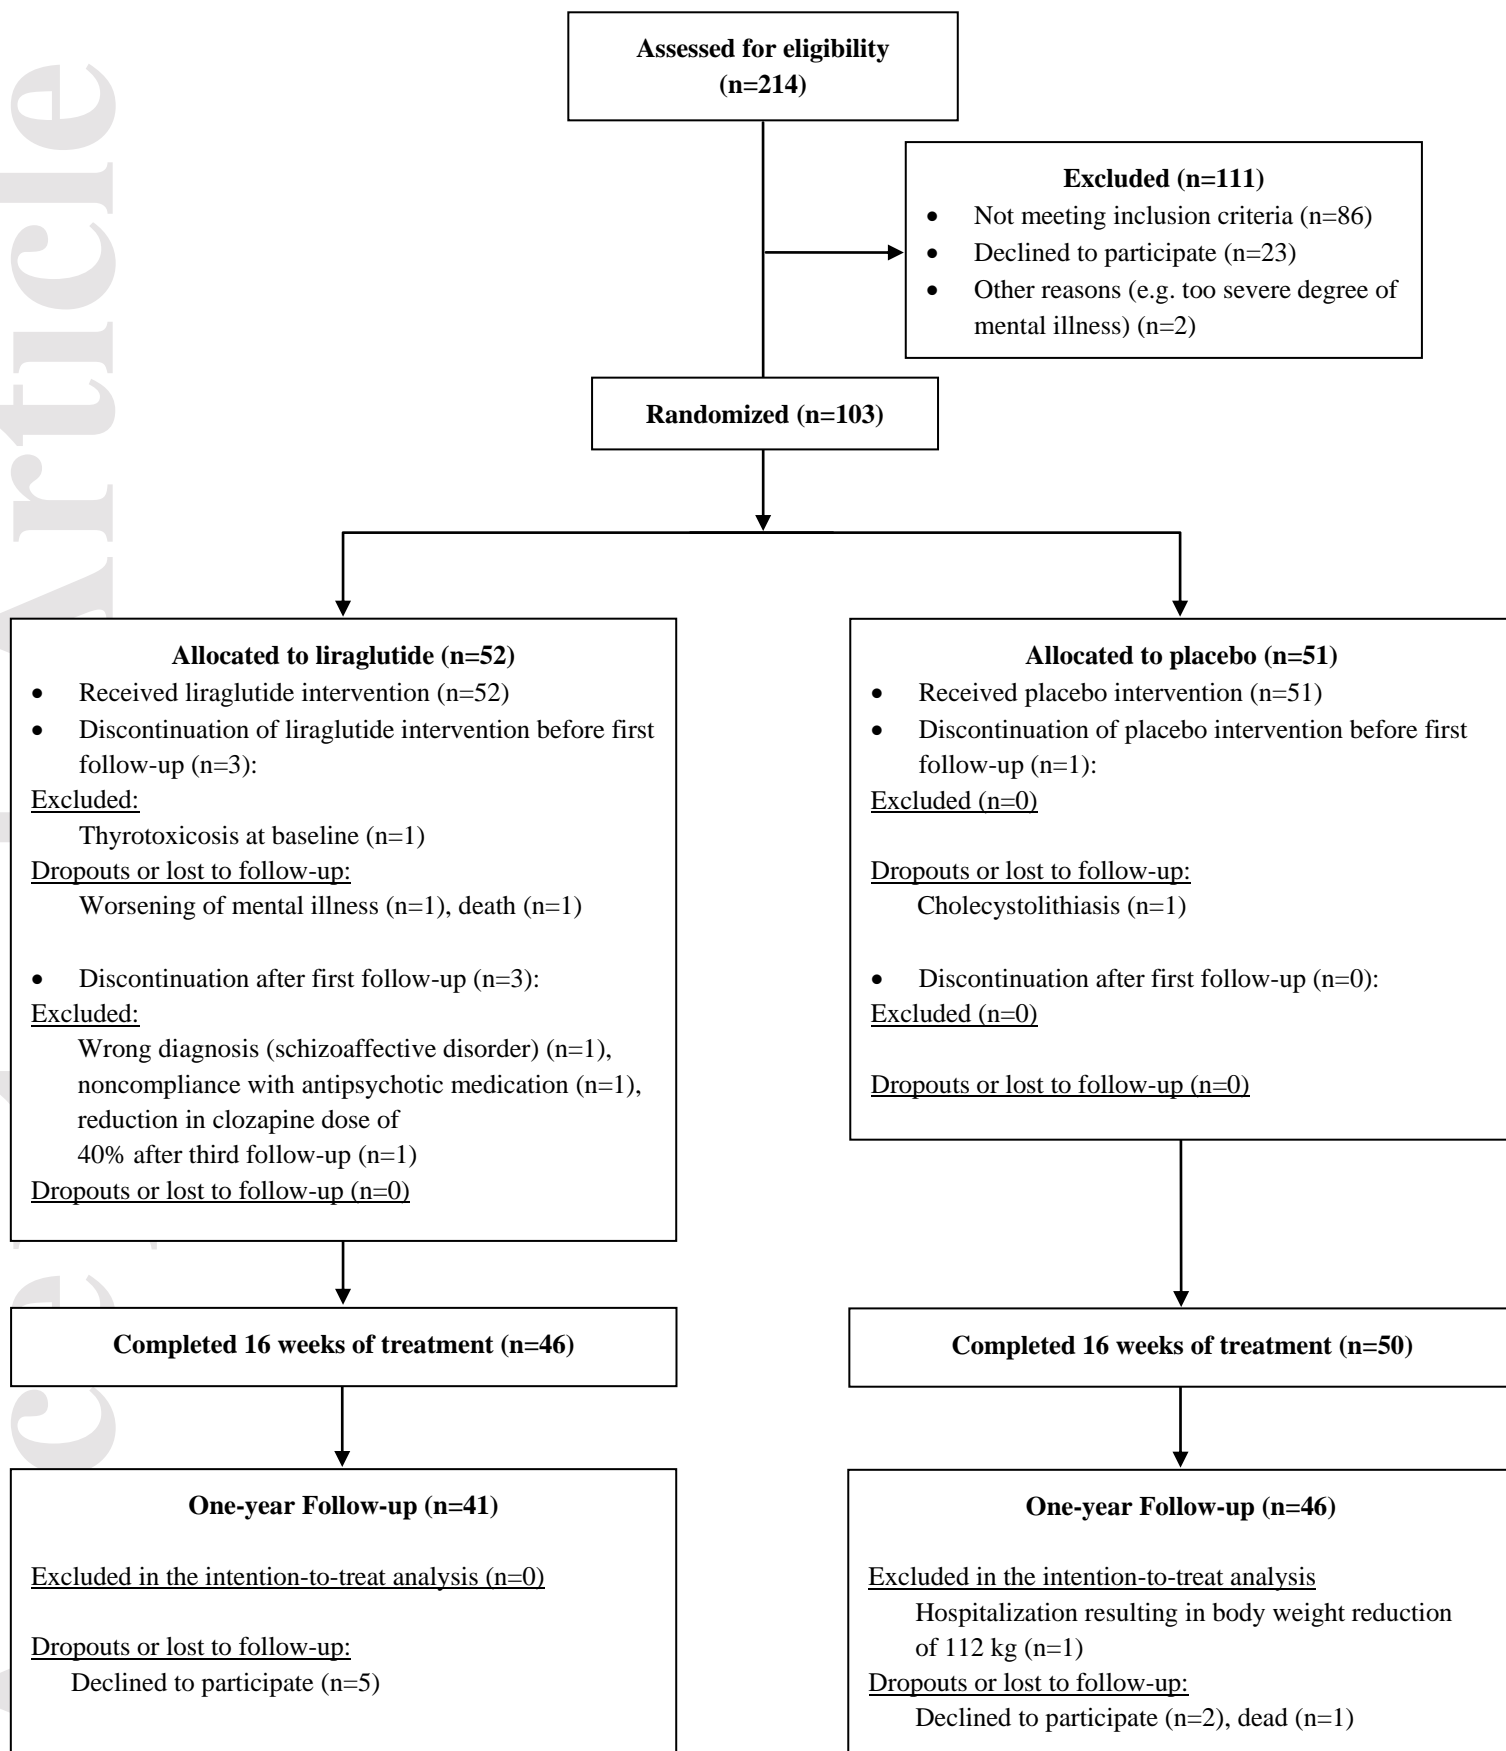 Assessed for eligibility
(n=214)
Excluded (n=111)
• Not meeting inclusion criteria (n=86)
• Declined to participate (n=23)
• Other reasons (e.g. too severe degree of
mental illness) (n=2)
Randomized (n=103)
Allocated to liraglutide (n=52)
• Received liraglutide intervention (n=52)
• Discontinuation of liraglutide intervention before first
follow-up (n=3):
Excluded:
Thyrotoxicosis at baseline (n=1)
Dropouts or lost to follow-up:
Worsening of mental illness (n=1), death (n=1)
• Discontinuation after first follow-up (n=3):
Excluded:
Wrong diagnosis (schizoaffective disorder) (n=1),
noncompliance with antipsychotic medication (n=1),
reduction in clozapine dose of
40% after third follow-up (n=1)
Dropouts or lost to follow-up (n=0)
Allocated to placebo (n=51)
• Received placebo intervention (n=51)
• Discontinuation of placebo intervention before first
follow-up (n=1):
Excluded (n=0)
Dropouts or lost to follow-up:
Cholecystolithiasis (n=1)
• Discontinuation after first follow-up (n=0):
Excluded (n=0)
Dropouts or lost to follow-up (n=0)
Completed 16 weeks of treatment (n=46)
Completed 16 weeks of treatment (n=50)
One-year Follow-up (n=41)
Excluded in the intention-to-treat analysis (n=0)
Dropouts or lost to follow-up:
Declined to participate (n=5)
One-year Follow-up (n=46)
Excluded in the intention-to-treat analysis
Hospitalization resulting in body weight reduction
of 112 kg (n=1)
Dropouts or lost to follow-up:
Declined to participate (n=2), dead (n=1)
Article